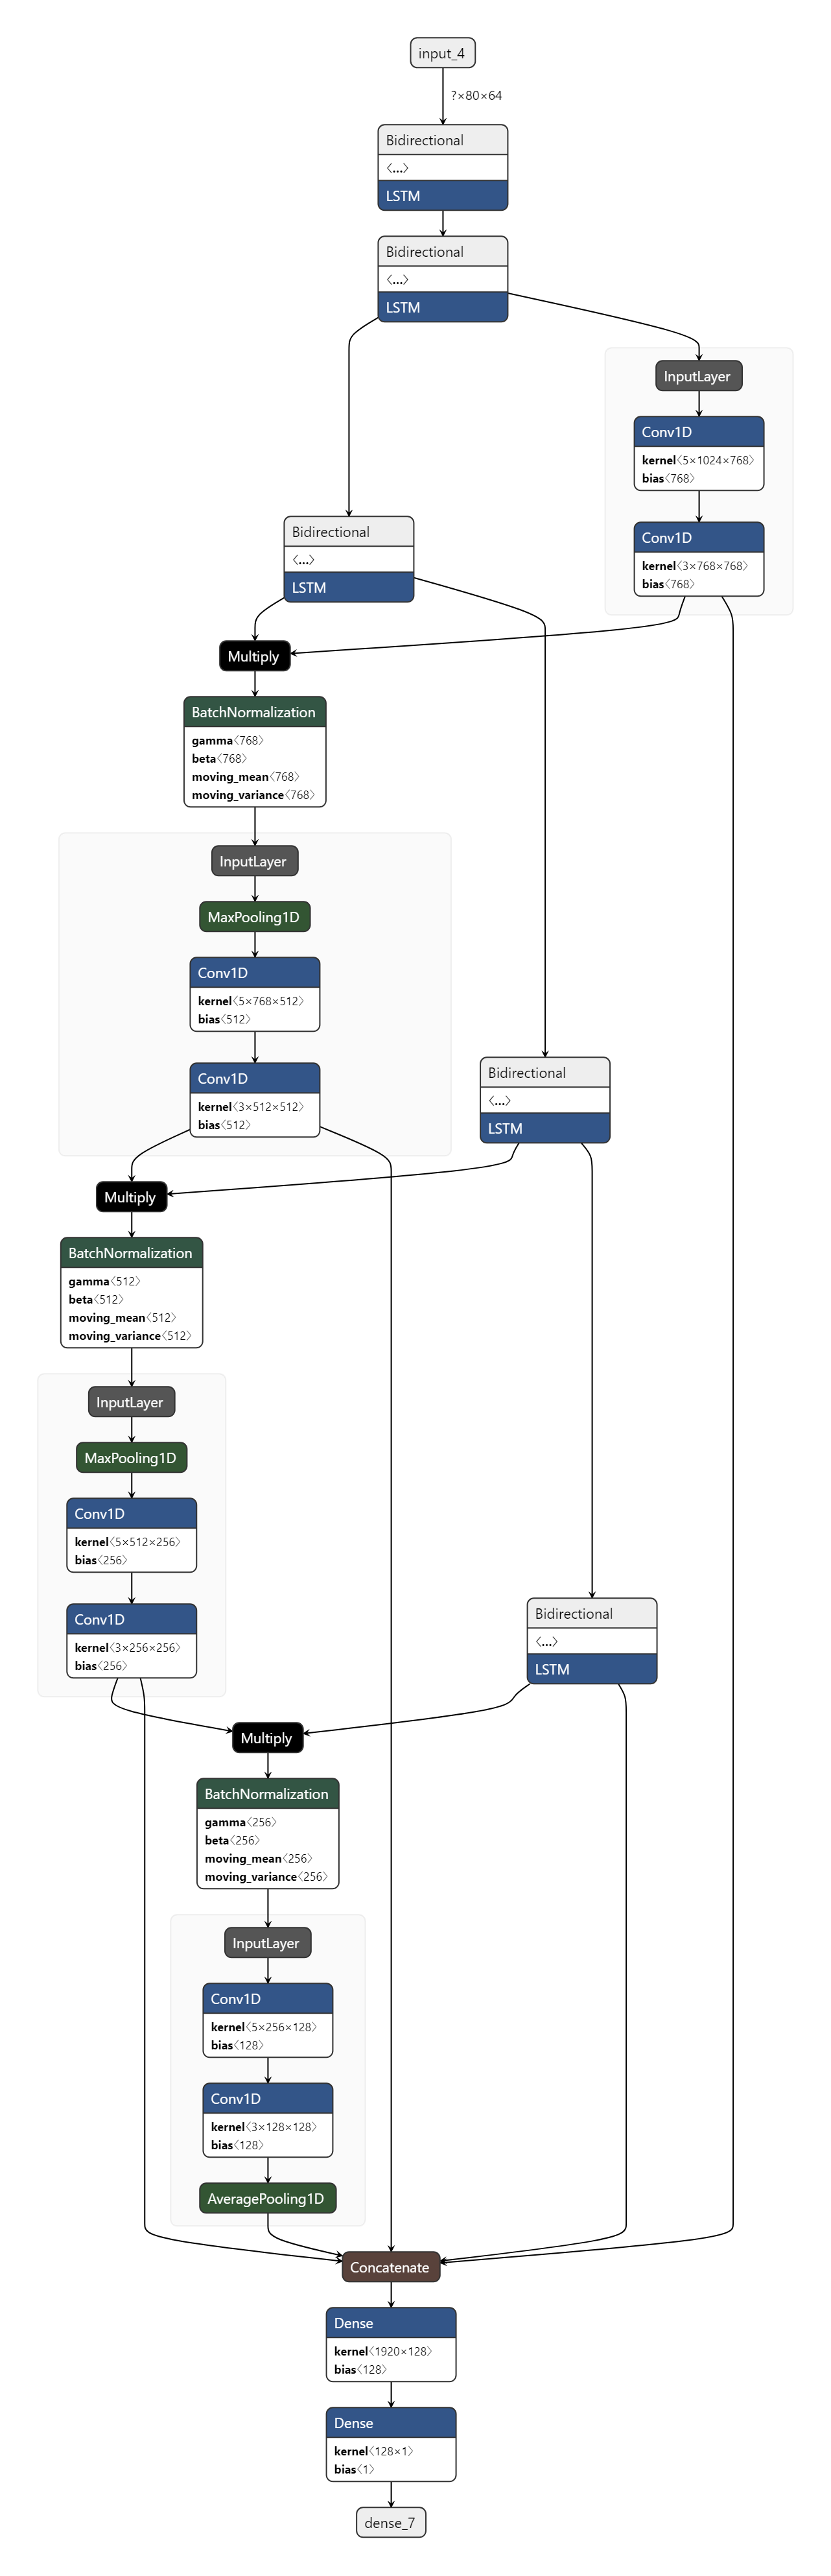 input_4
?×80×64
Bidirectional
〈...〉
LSTM
Bidirectional
〈...〉
LSTM
InputLayer
Conv1D
kernel〈5×1024×768〉
bias〈768〉
Conv1D
kernel〈3×768×768〉
bias〈768〉
Bidirectional
〈...〉
LSTM
Multiply
BatchNormalization
gamma〈768〉
beta〈768〉
moving_mean〈768〉
moving_variance〈768〉
InputLayer
MaxPooling1D
Conv1D
kernel〈5×768×512〉
bias〈512〉
Conv1D
kernel〈3×512×512〉
bias〈512〉
Bidirectional
〈...〉
LSTM
Multiply
BatchNormalization
gamma〈512〉
beta〈512〉
moving_mean〈512〉
moving_variance〈512〉
InputLayer
MaxPooling1D
Conv1D
kernel〈5×512×256〉
bias〈256〉
Conv1D
kernel〈3×256×256〉
bias〈256〉
Bidirectional
〈...〉
LSTM
Multiply
BatchNormalization
gamma〈256〉
beta〈256〉
moving_mean〈256〉
moving_variance〈256〉
InputLayer
Conv1D
kernel〈5×256×128〉
bias〈128〉
Conv1D
kernel〈3×128×128〉
bias〈128〉
AveragePooling1D
Concatenate
Dense
kernel〈1920×128〉
bias〈128〉
Dense
kernel〈128×1〉
bias〈1〉
dense_7